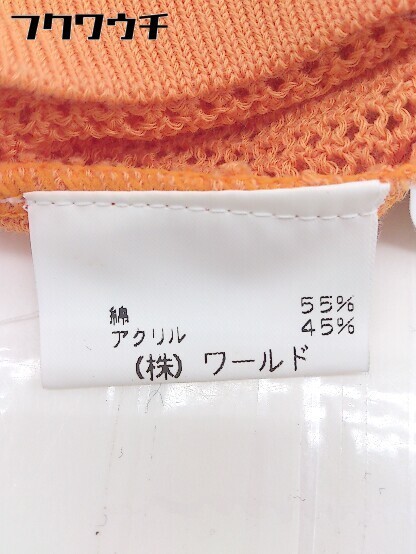 フクワウチ
綿 55%
アクリル 45%
(株) ワールド